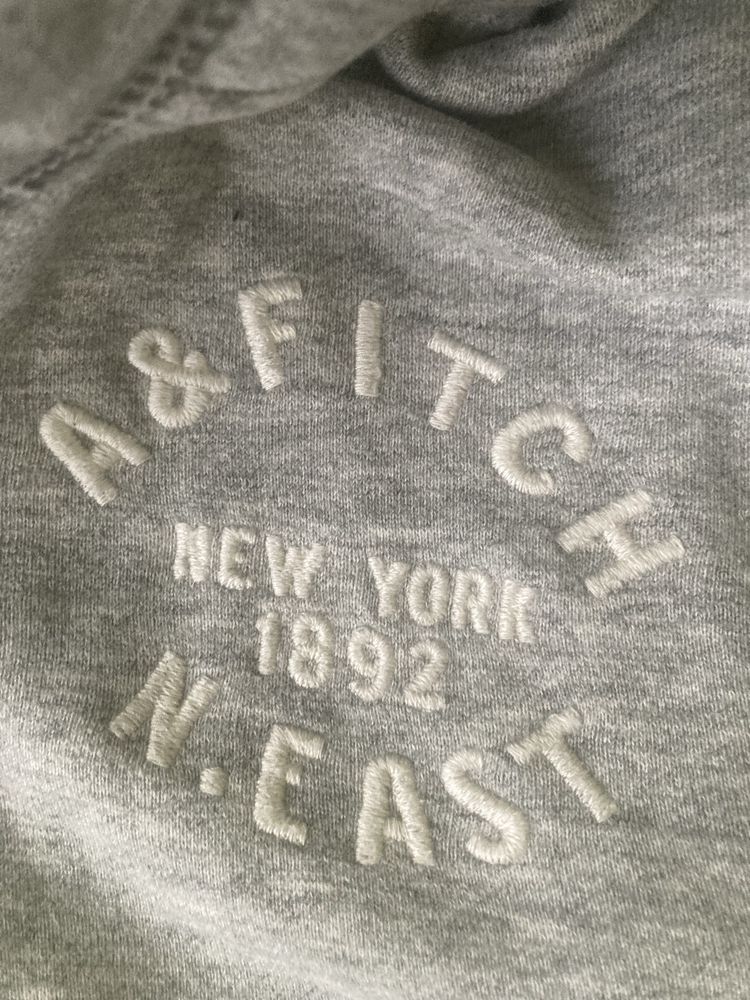 A&FITCH
NEW YORK
1892
N.EAST